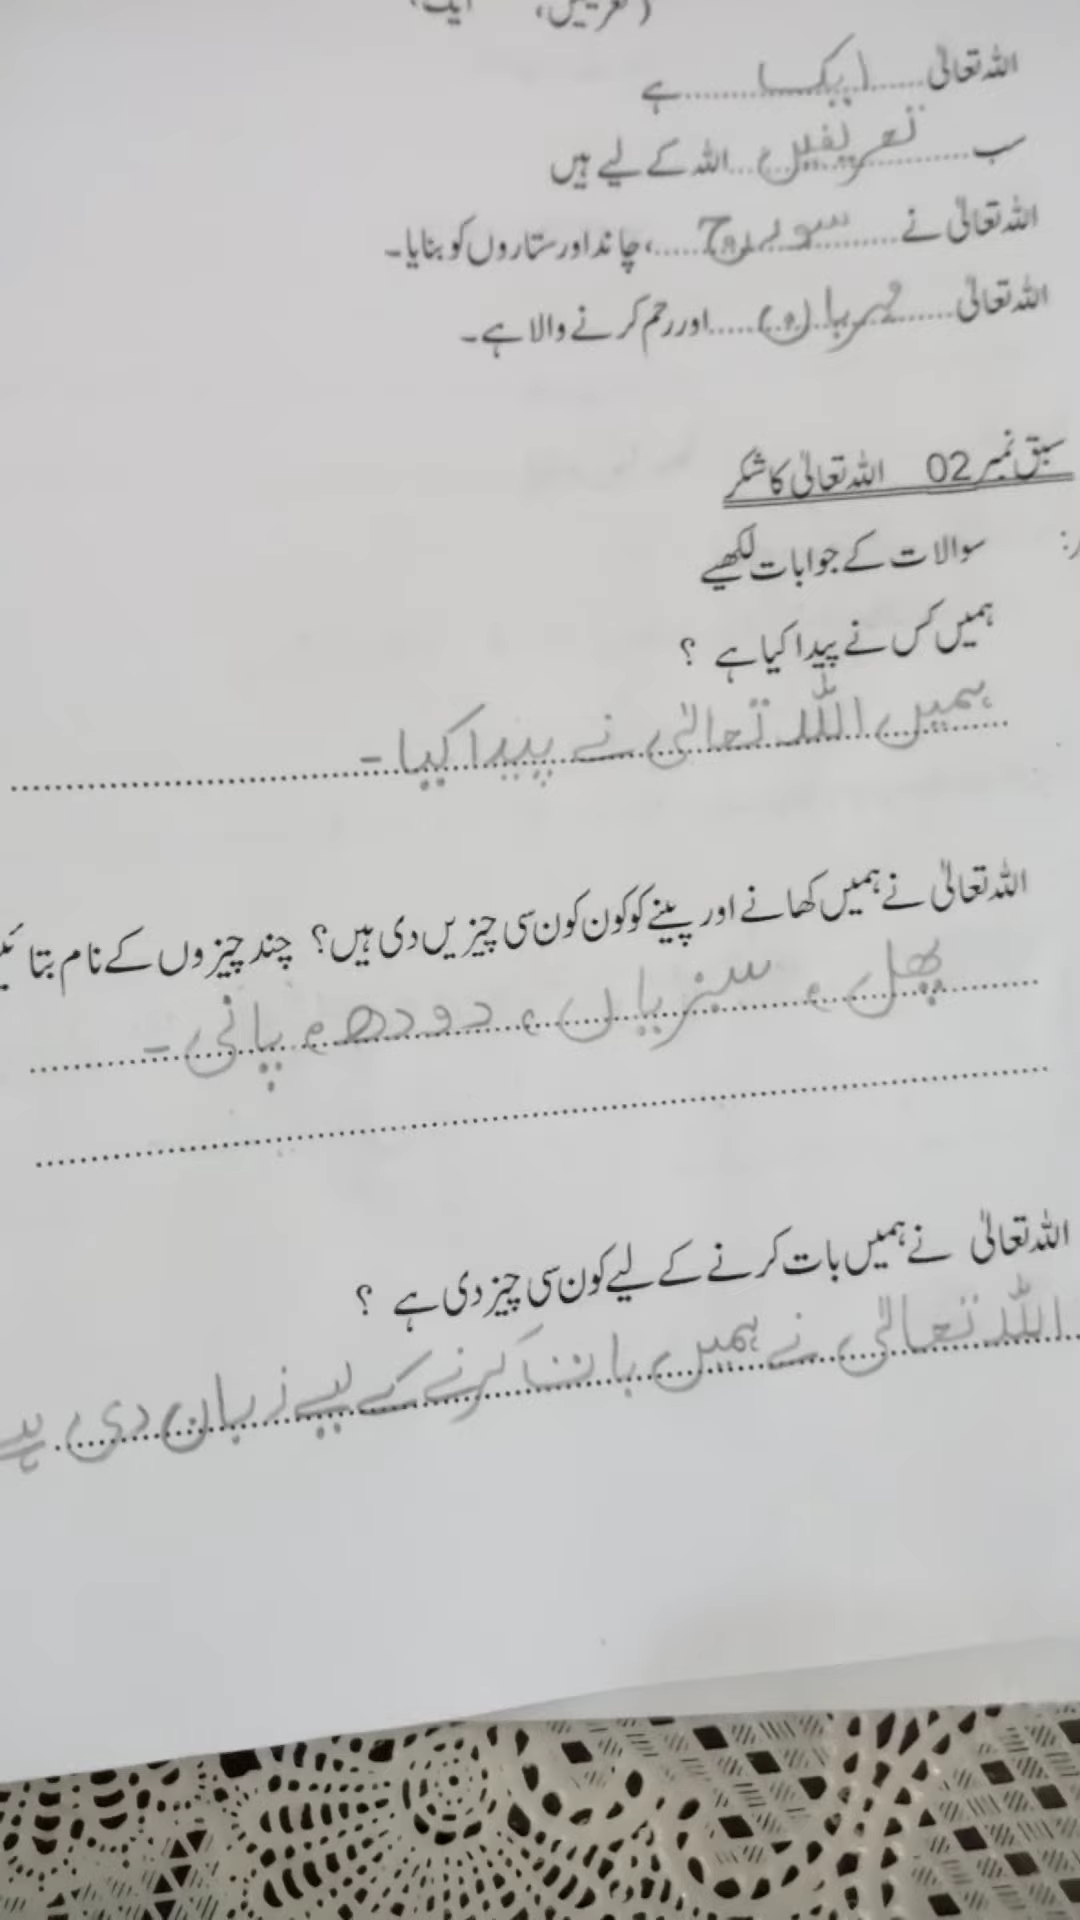 (تعریفیں، ایک،
اللہ تعالیٰ ......ایک...... ہے
سب ......تعریفیں...... اللہ کے لیے ہیں
اللہ تعالیٰ نے ......سورج......، چاند اور ستاروں کو بنایا۔
اللہ تعالیٰ ......مہربان...... اور رحم کرنے والا ہے۔
سبق نمبر 02 اللہ تعالیٰ کا شکر
سوالات کے جوابات لکھیے
ہمیں کس نے پیدا کیا ہے ؟
ہمیں اللہ تعالیٰ نے پیدا کیا۔
اللہ تعالیٰ نے ہمیں کھانے اور پینے کو کون کون سی چیزیں دی ہیں؟ چند چیزوں کے نام
پھل، سبزیاں، دودھ، پانی۔
اللہ تعالیٰ نے ہمیں بات کرنے کے لیے کون سی چیز دی ہے ؟
اللہ تعالیٰ نے ہمیں بات کرنے کے لیے زبان دی ہے